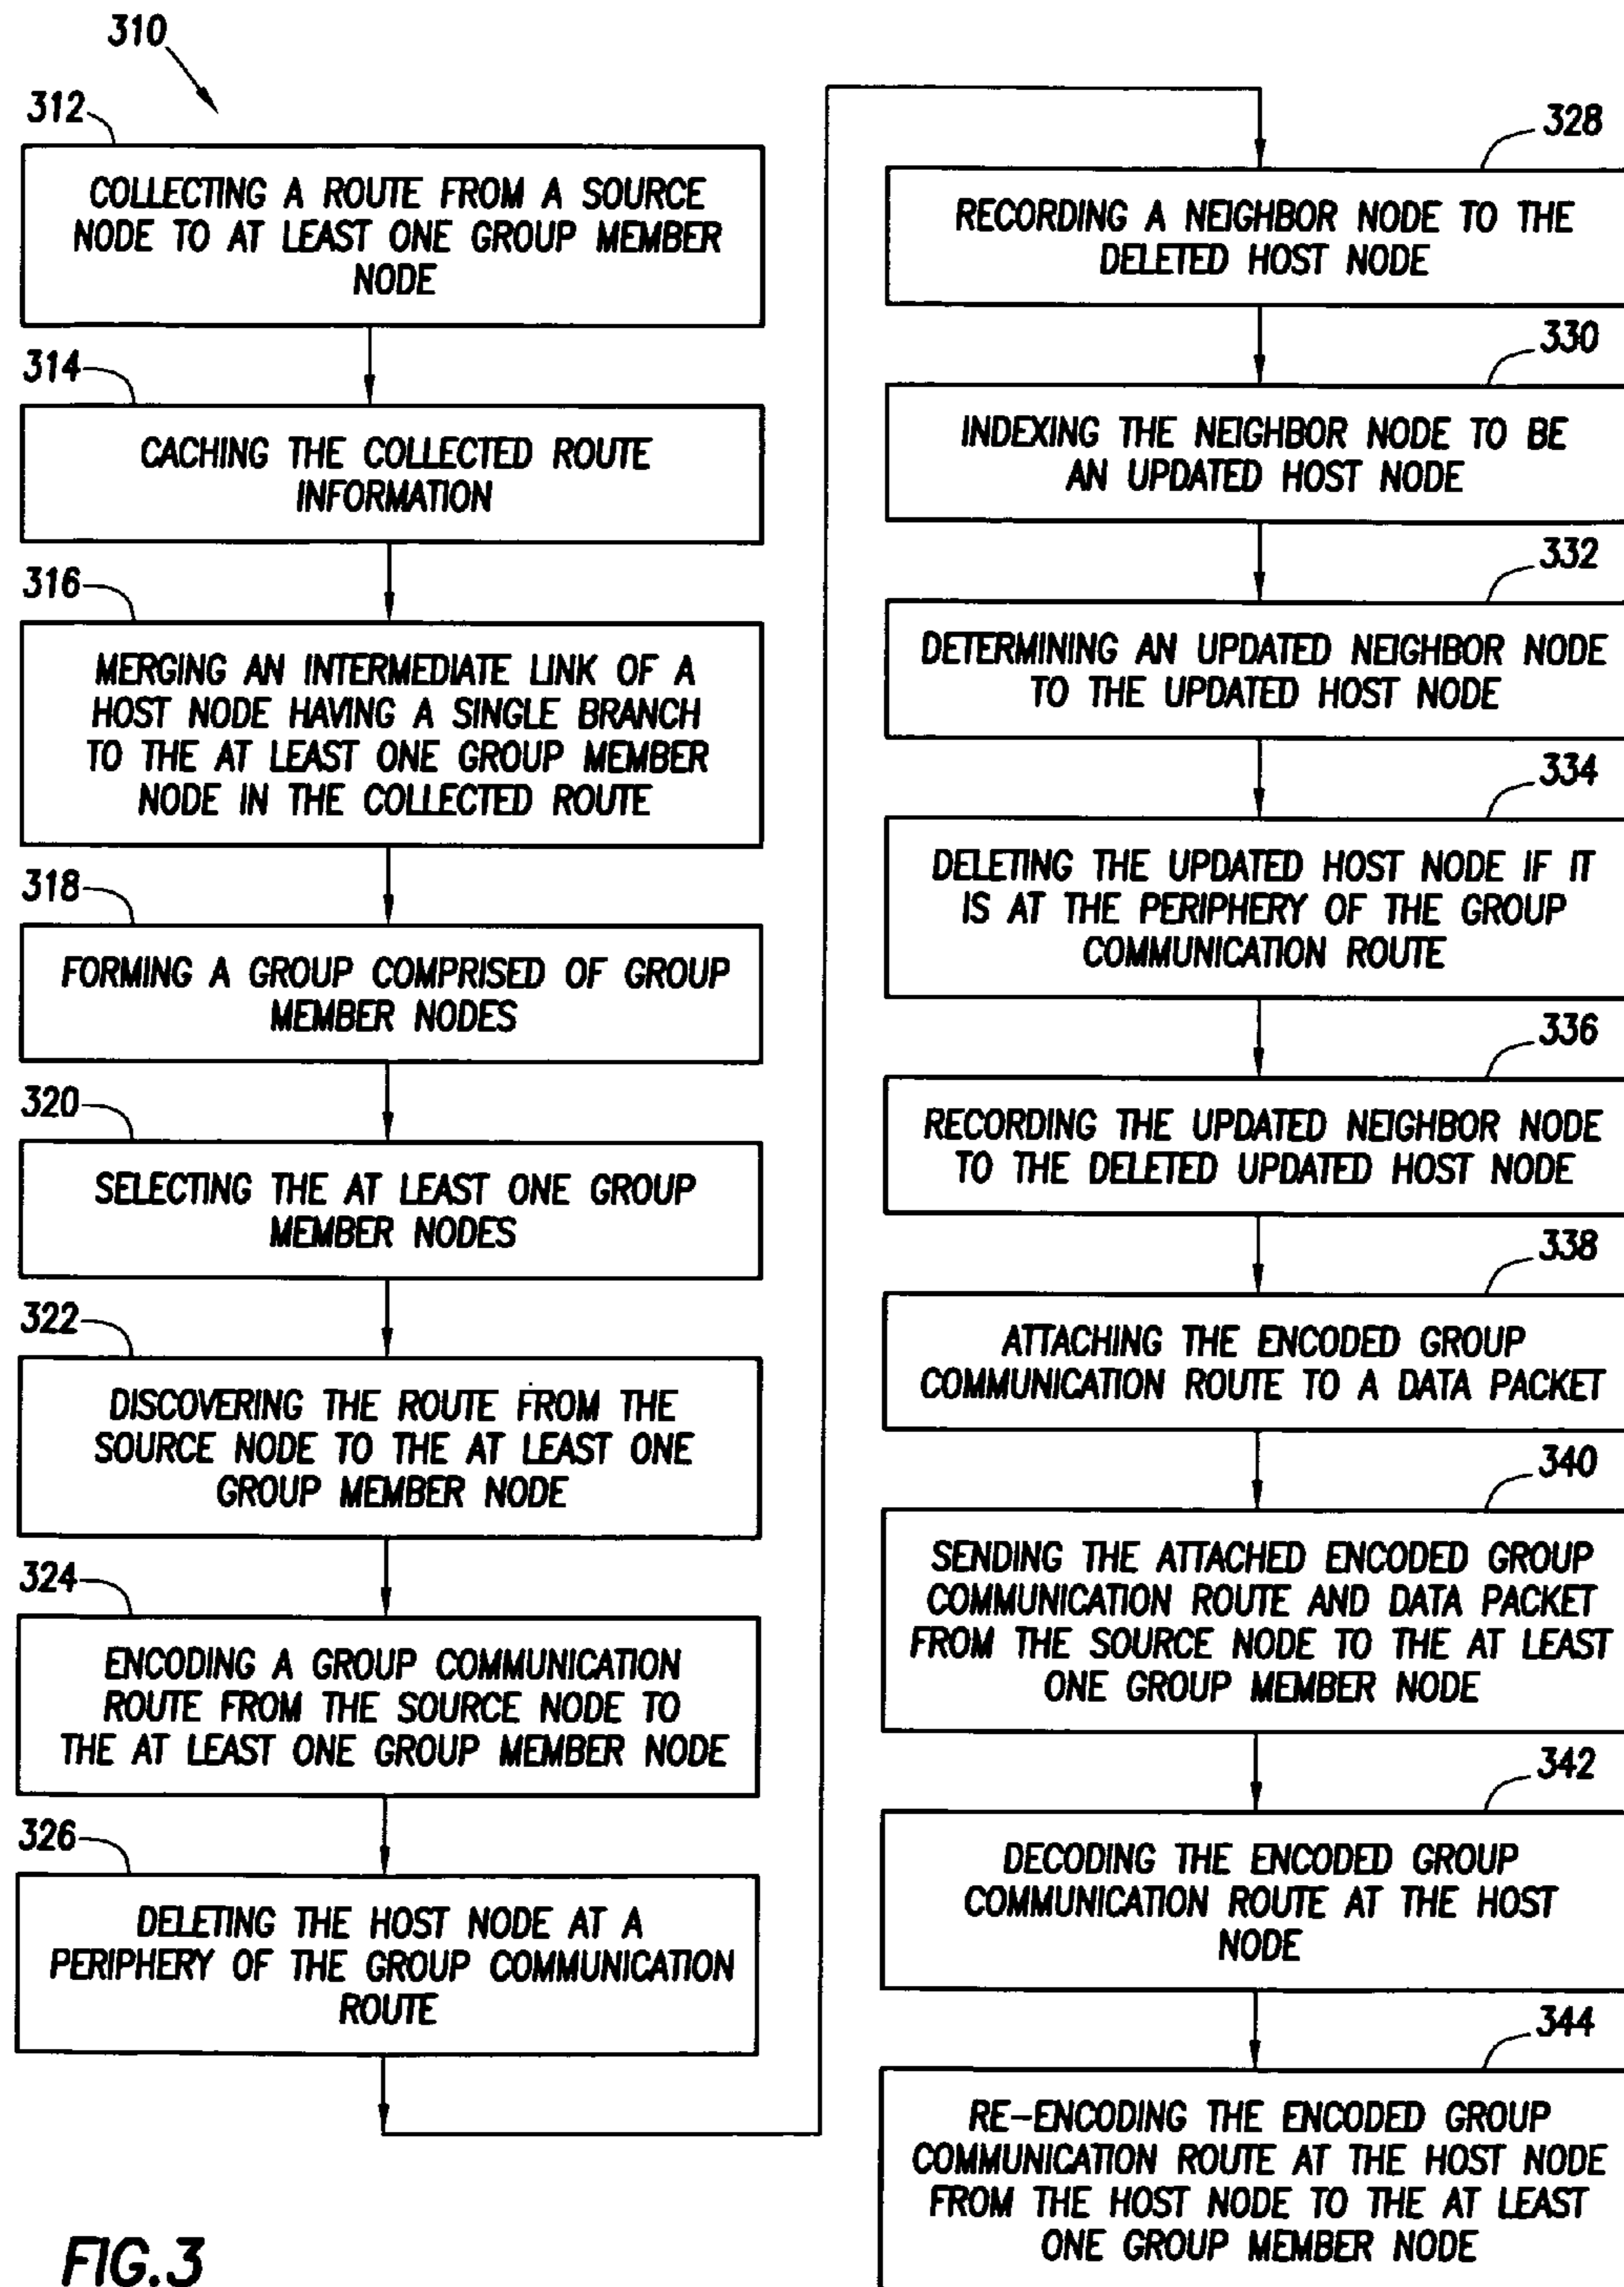 310
312
COLLECTING A ROUTE FROM A SOURCE
NODE TO AT LEAST ONE GROUP MEMBER
NODE
314
CACHING THE COLLECTED ROUTE
INFORMATION
316
MERGING AN INTERMEDIATE LINK OF A
HOST NODE HAVING A SINGLE BRANCH
TO THE AT LEAST ONE GROUP MEMBER
NODE IN THE COLLECTED ROUTE
318
FORMING A GROUP COMPRISED OF GROUP
MEMBER NODES
320
SELECTING THE AT LEAST ONE GROUP
MEMBER NODES
322
DISCOVERING THE ROUTE FROM THE
SOURCE NODE TO THE AT LEAST ONE
GROUP MEMBER NODE
324
ENCODING A GROUP COMMUNICATION
ROUTE FROM THE SOURCE NODE TO
THE AT LEAST ONE GROUP MEMBER NODE
326
DELETING THE HOST NODE AT A
PERIPHERY OF THE GROUP COMMUNICATION
ROUTE
328
RECORDING A NEIGHBOR NODE TO THE
DELETED HOST NODE
330
INDEXING THE NEIGHBOR NODE TO BE
AN UPDATED HOST NODE
332
DETERMINING AN UPDATED NEIGHBOR NODE
TO THE UPDATED HOST NODE
334
DELETING THE UPDATED HOST NODE IF IT
IS AT THE PERIPHERY OF THE GROUP
COMMUNICATION ROUTE
336
RECORDING THE UPDATED NEIGHBOR NODE
TO THE DELETED UPDATED HOST NODE
338
ATTACHING THE ENCODED GROUP
COMMUNICATION ROUTE TO A DATA PACKET
340
SENDING THE ATTACHED ENCODED GROUP
COMMUNICATION ROUTE AND DATA PACKET
FROM THE SOURCE NODE TO THE AT LEAST
ONE GROUP MEMBER NODE
342
DECODING THE ENCODED GROUP
COMMUNICATION ROUTE AT THE HOST
NODE
344
RE-ENCODING THE ENCODED GROUP
COMMUNICATION ROUTE AT THE HOST NODE
FROM THE HOST NODE TO THE AT LEAST
ONE GROUP MEMBER NODE
FIG.3